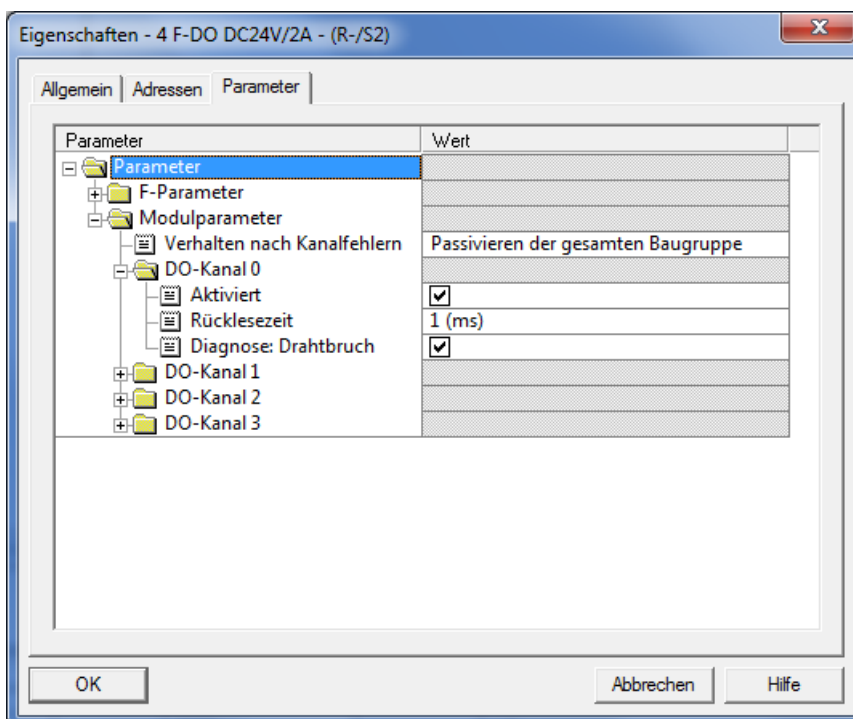 Eigenschaften - 4 F-DO DC24V/2A - (R-/S2)
Allgemein Adressen Parameter
Parameter Wert
Parameter
F-Parameter
Modulparameter
Verhalten nach Kanalfehlern Passivieren der gesamten Baugruppe
DO-Kanal 0
Aktiviert
Rücklesezeit 1 (ms)
Diagnose: Drahtbruch
DO-Kanal 1
DO-Kanal 2
DO-Kanal 3
OK Abbrechen Hilfe